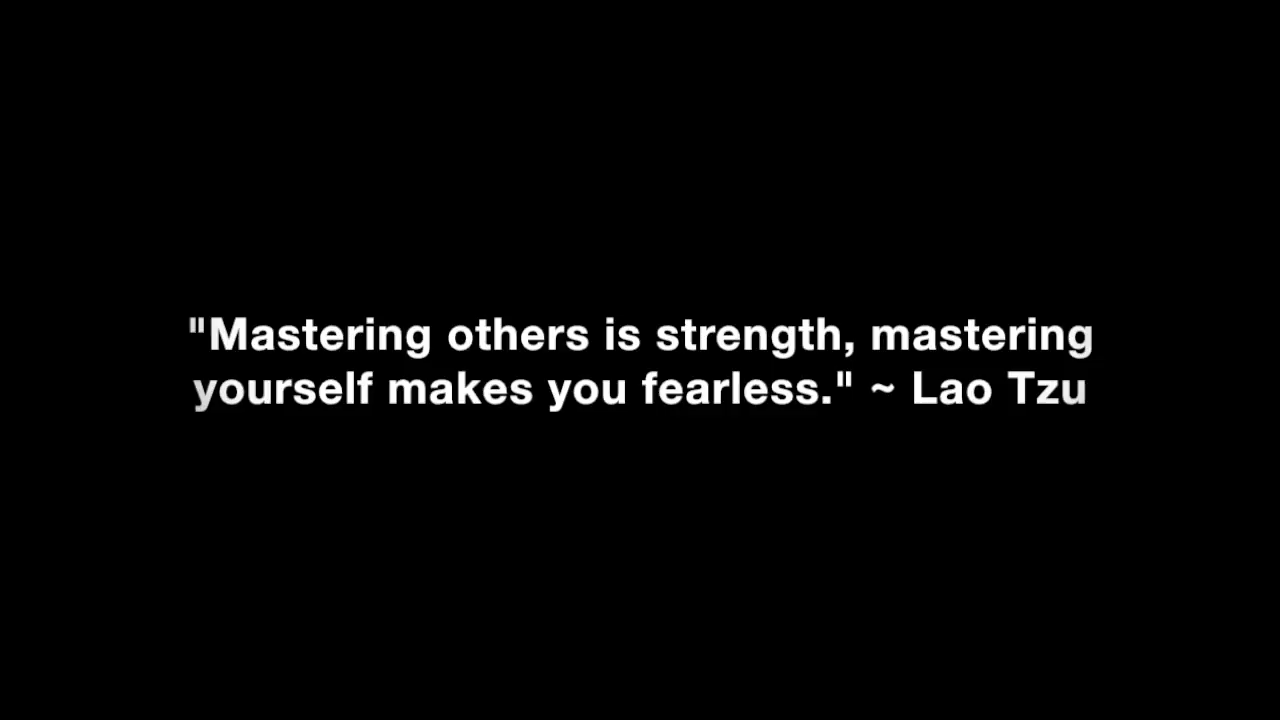 "Mastering others is strength, mastering
yourself makes you fearless." ~ Lao Tzu